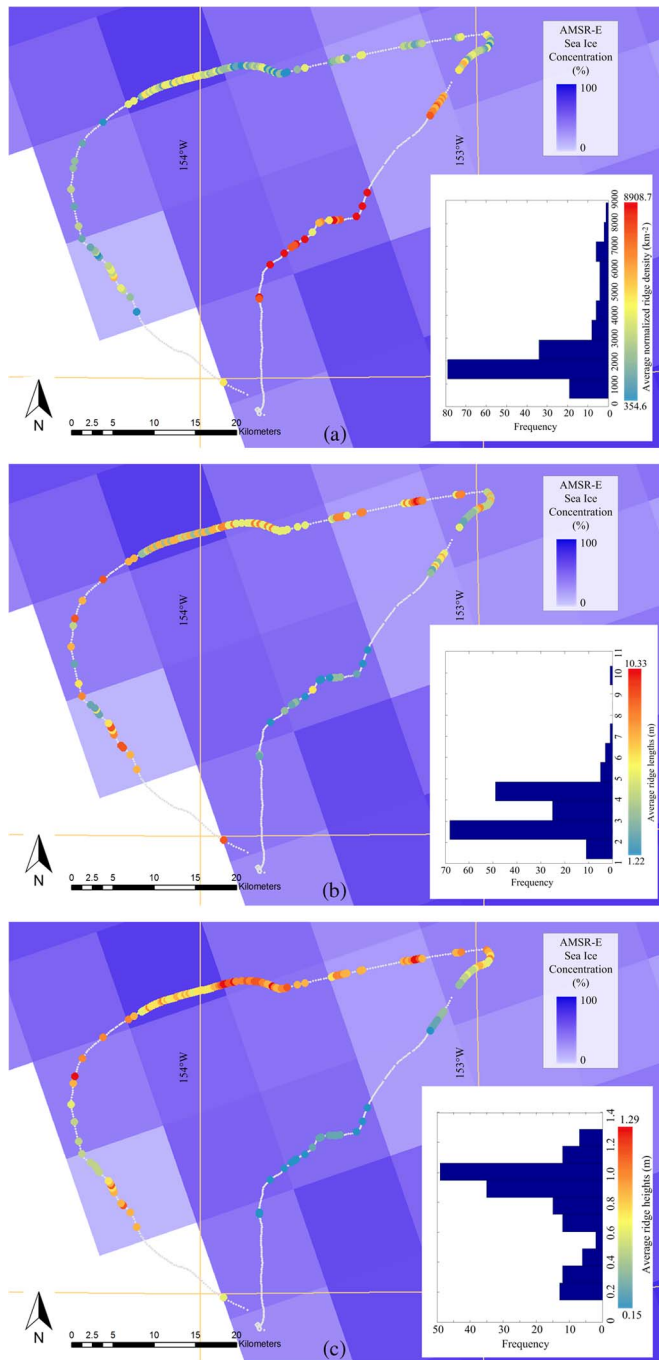 AMSR-E
Sea Ice
Concentration
(%)
100
0
154°W
153°W
0 1000 2000 3000 4000 5000 6000 7000 8000 9000
8908.7
Average normalized ridge density (km-2)
354.6
80 70 60 50 40 30 20 10 0
Frequency
N
0 2.5 5 10 15 20
Kilometers
(a)
AMSR-E
Sea Ice
Concentration
(%)
100
0
154°W
153°W
1 2 3 4 5 6 7 8 9 10 11
10.33
Average ridge lengths (m)
1.22
70 60 50 40 30 20 10 0
Frequency
N
0 2.5 5 10 15 20
Kilometers
(b)
AMSR-E
Sea Ice
Concentration
(%)
100
0
154°W
153°W
0 0.2 0.4 0.6 0.8 1.0 1.2 1.4
1.29
Average ridge heights (m)
0.15
50 40 30 20 10 0
Frequency
N
0 2.5 5 10 15 20
Kilometers
(c)